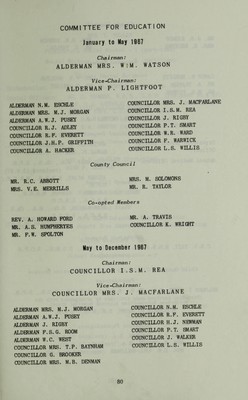 COMMITTEE FOR EDUCATION
January to May 1987
Chairman:
ALDERMAN MRS. W.M. WATSON
Vice-Chairman:
ALDERMAN P. LIGHTFOOT
ALDERMAN N.M. ESCHLE
ALDERMAN MRS. M.J. MORGAN
ALDERMAN A.W.J. PUSEY
COUNCILLOR R.J. ADLEY
COUNCILLOR R.F. EVERETT
COUNCILLOR J.H.P. GRIFFITH
COUNCILLOR A. HACKER
COUNCILLOR MRS. J. MACFARLANE
COUNCILLOR I.S.M. REA
COUNCILLOR J. RIGBY
COUNCILLOR P.T. SMART
COUNCILLOR W.R. WARD
COUNCILLOR F. WARWICK
COUNCILLOR L.S. WILLIS
County Council
MR. R.C. ABBOTT
MRS. V.E. MERRILLS
MRS. M. SOLOMONS
MR. R. TAYLOR
Co-opted Members
REV. A. HOWARD FORD
MR. A.S. HUMPHREYES
MR. F.W. SPOLTON
MR. A. TRAVIS
COUNCILLOR K. WRIGHT
May to December 1987
Chairman:
COUNCILLOR I.S.M. REA
Vice-Chairman:
COUNCILLOR MRS. J. MACFARLANE
ALDERMAN MRS. M.J. MORGAN
ALDERMAN A.W.J. PUSEY
ALDERMAN J. RIGBY
ALDERMAN F.S.G. ROOM
ALDERMAN W.C. WEST
COUNCILLOR MRS. T.P. BAYNHAM
COUNCILLOR G. BROOKER
COUNCILLOR MRS. M.B. DENMAN
COUNCILLOR N.M. ESCHLE
COUNCILLOR R.F. EVERETT
COUNCILLOR H.J. NEWMAN
COUNCILLOR P.T. SMART
COUNCILLOR J. WALKER
COUNCILLOR L.S. WILLIS
80